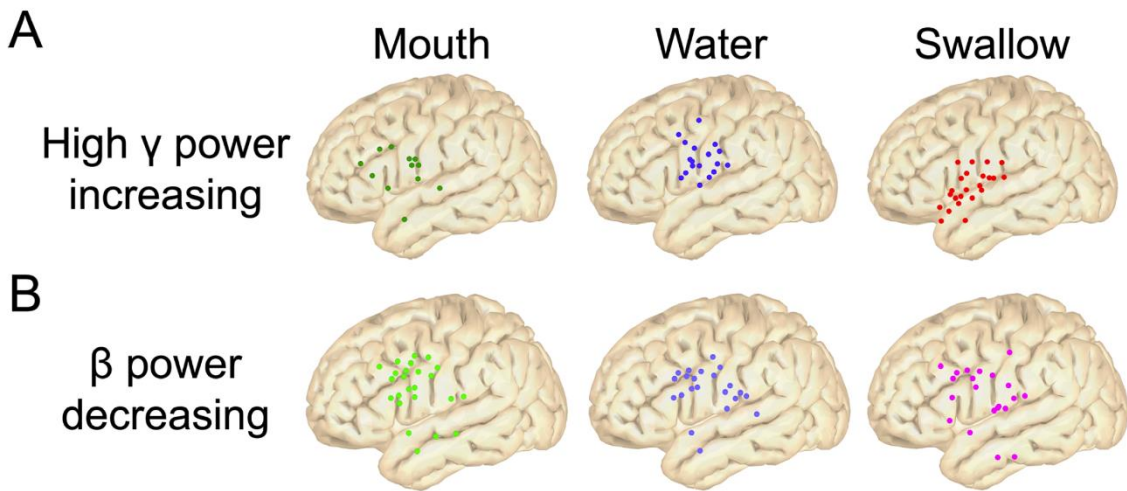 A
Mouth
Water
Swallow
High γ power
increasing
B
β power
decreasing